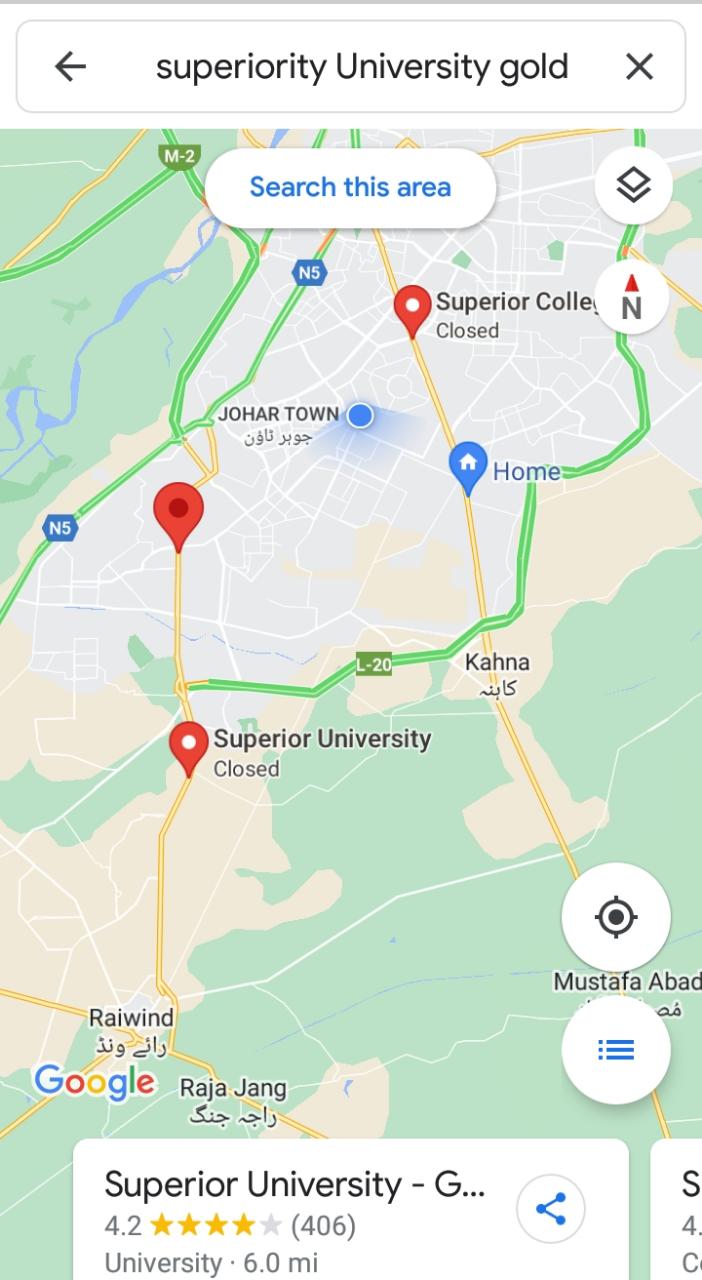 superiority University gold
M-2
Search this area
N5
N
Superior Colleg
Closed
JOHAR TOWN
جوہر ٹاؤن
Home
N5
L-20
Kahna
کاہنہ
Superior University
Closed
Mustafa Abad
Raiwind
رائے ونڈ
Google
Raja Jang
راجہ جنگ
Superior University - G...
4.2 (406)
University · 6.0 mi
S
4.
Co